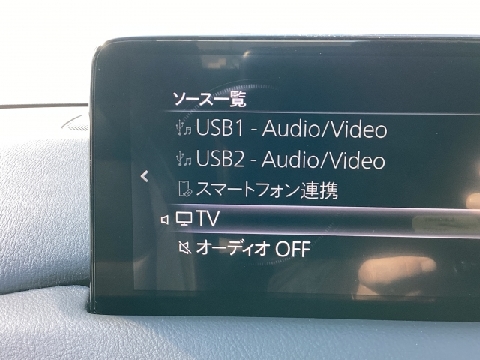 ソース一覧
USB1 - Audio/Video
USB2 - Audio/Video
スマートフォン連携
TV
オーディオ OFF